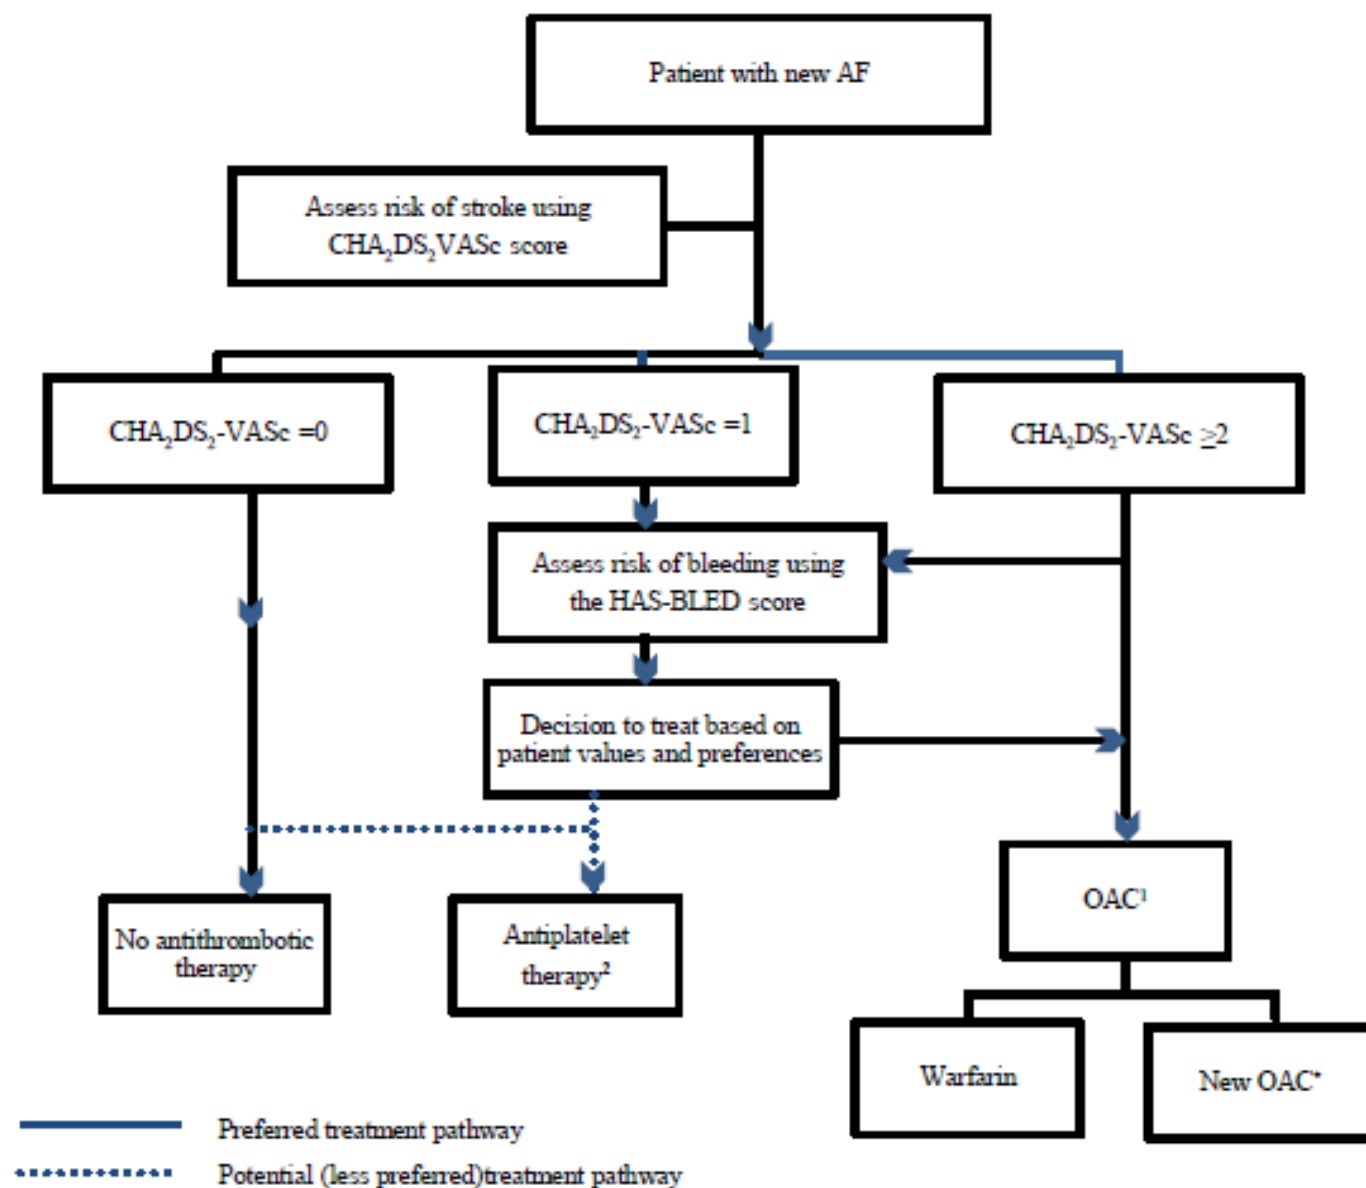 Patient with new AF
Assess risk of stroke using
CHA₂DS₂VASc score
CHA₂DS₂-VASc =0
CHA₂DS₂-VASc =1
CHA₂DS₂-VASc ≥2
Assess risk of bleeding using
the HAS-BLED score
Decision to treat based on
patient values and preferences
No antithrombotic
therapy
Antiplatelet
therapy²
OAC¹
Warfarin
New OAC*
Preferred treatment pathway
Potential (less preferred)treatment pathway